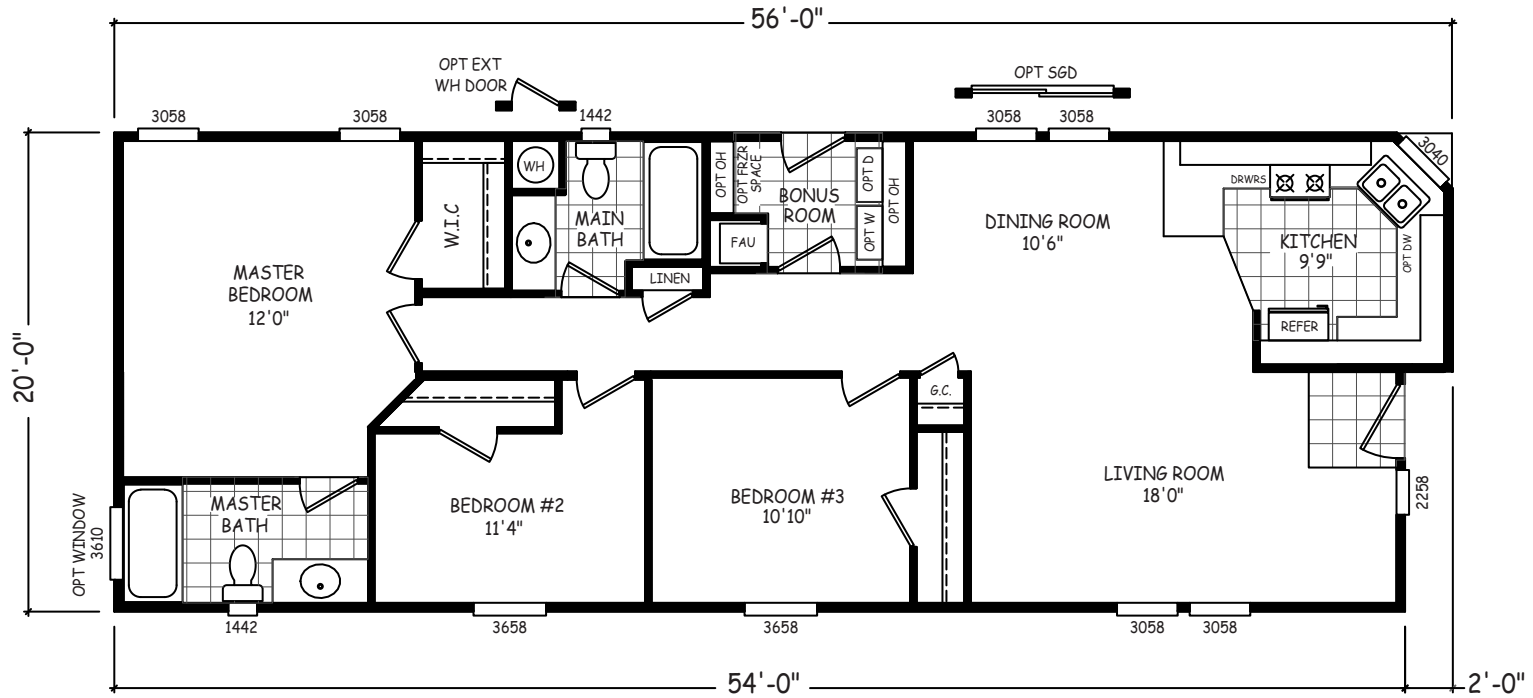 56'-0"
OPT EXT
WH DOOR
OPT SGD
3058
3058
1442
3058
3058
3040
20'-0"
WH
W.I.C
MAIN
BATH
LINEN
OPT OH
OPT FRZR
SPACE
BONUS
ROOM
OPT D
OPT W
OPT OH
FAU
DINING ROOM
10'6"
DRWRS
KITCHEN
9'9"
OPT DW
REFER
MASTER
BEDROOM
12'0"
G.C.
LIVING ROOM
18'0"
2258
BEDROOM #2
11'4"
BEDROOM #3
10'10"
MASTER
BATH
OPT WINDOW
3610
1442
3658
3658
3058
3058
54'-0"
2'-0"